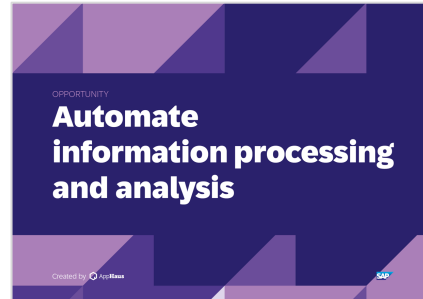 OPPORTUNITY
Automate
information processing
and analysis
Created by AppHaus
SAP